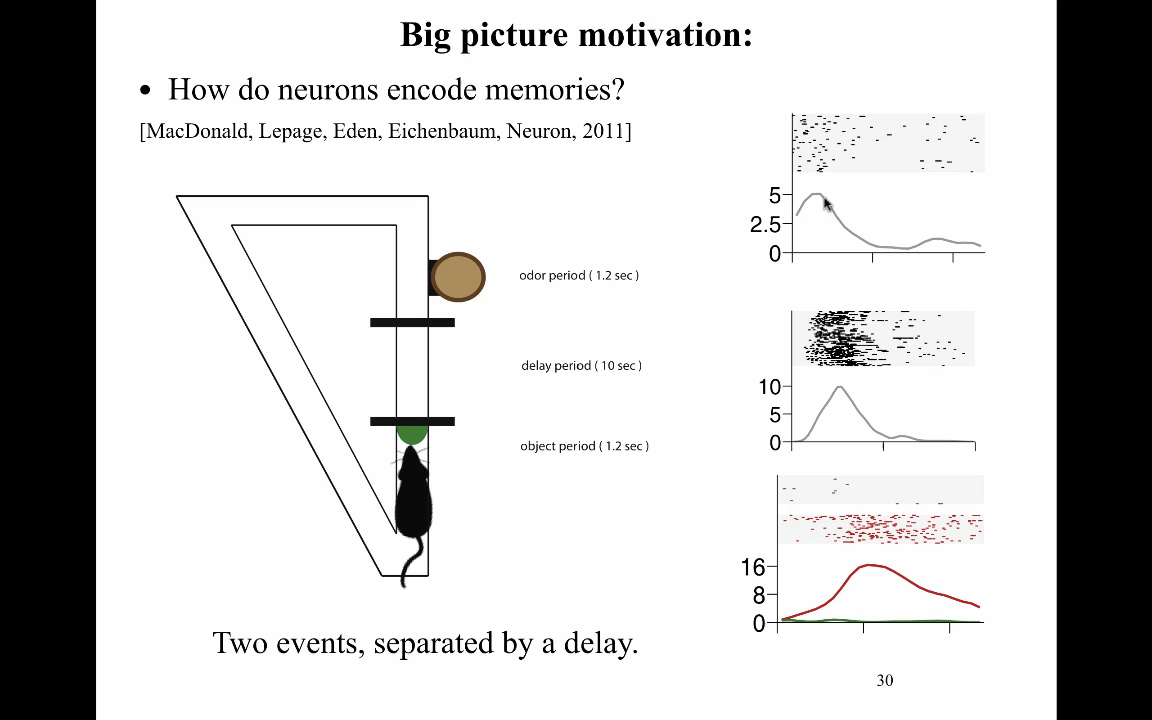 Big picture motivation:
• How do neurons encode memories?
[MacDonald, Lepage, Eden, Eichenbaum, Neuron, 2011]
odor period ( 1.2 sec )
delay period ( 10 sec )
object period ( 1.2 sec )
5
2.5
0
10
5
0
16
8
0
Two events, separated by a delay.
30